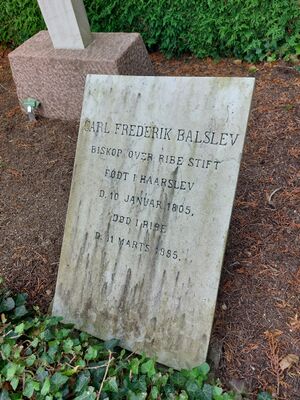 CARL FREDERIK BALSLEV
BISKOP OVER RIBE STIFT
FØDT I HAARSLEV
D. 10 JANUAR 1805,
DØD I RIBE
D. 11 MARTS 1895.